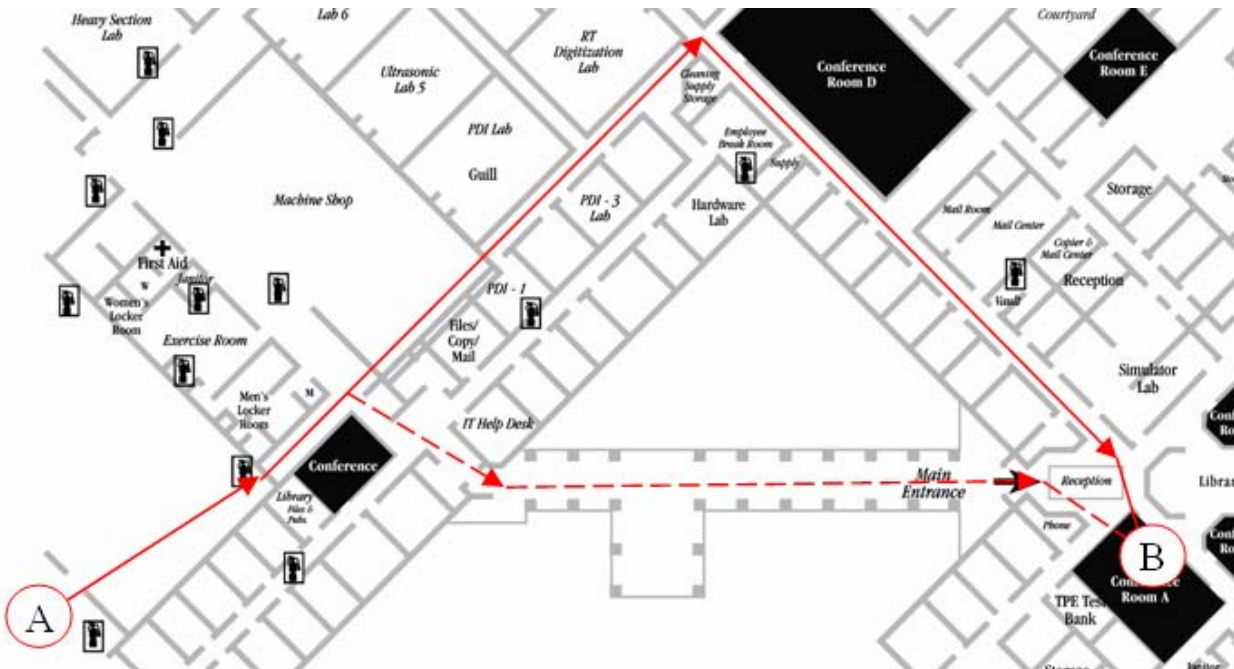 Heavy Section
Lab
Lab 6
RT
Digitization
Lab
Courtyard
Conference
Room E
Conference
Room D
Ultrasonic
Lab 5
Cleaning
Supply
Storage
PDI Lab
Guill
Employee
Break Room
Supply
Machine Shop
PDI - 3
Lab
Hardware
Lab
Storage
Mail Room
Mail Center
Copier &
Mail Center
First Aid
Janitor
W
Women's
Locker
Room
PDI - 1
Reception
Vault
Files/
Copy/
Mail
Exercise Room
Simulator
Lab
M
Men's
Locker
Room
IT Help Desk
Conference
Main
Entrance
Reception
Library
Files &
Pubs.
Phone
B
Room A
TPE Test
Bank
A